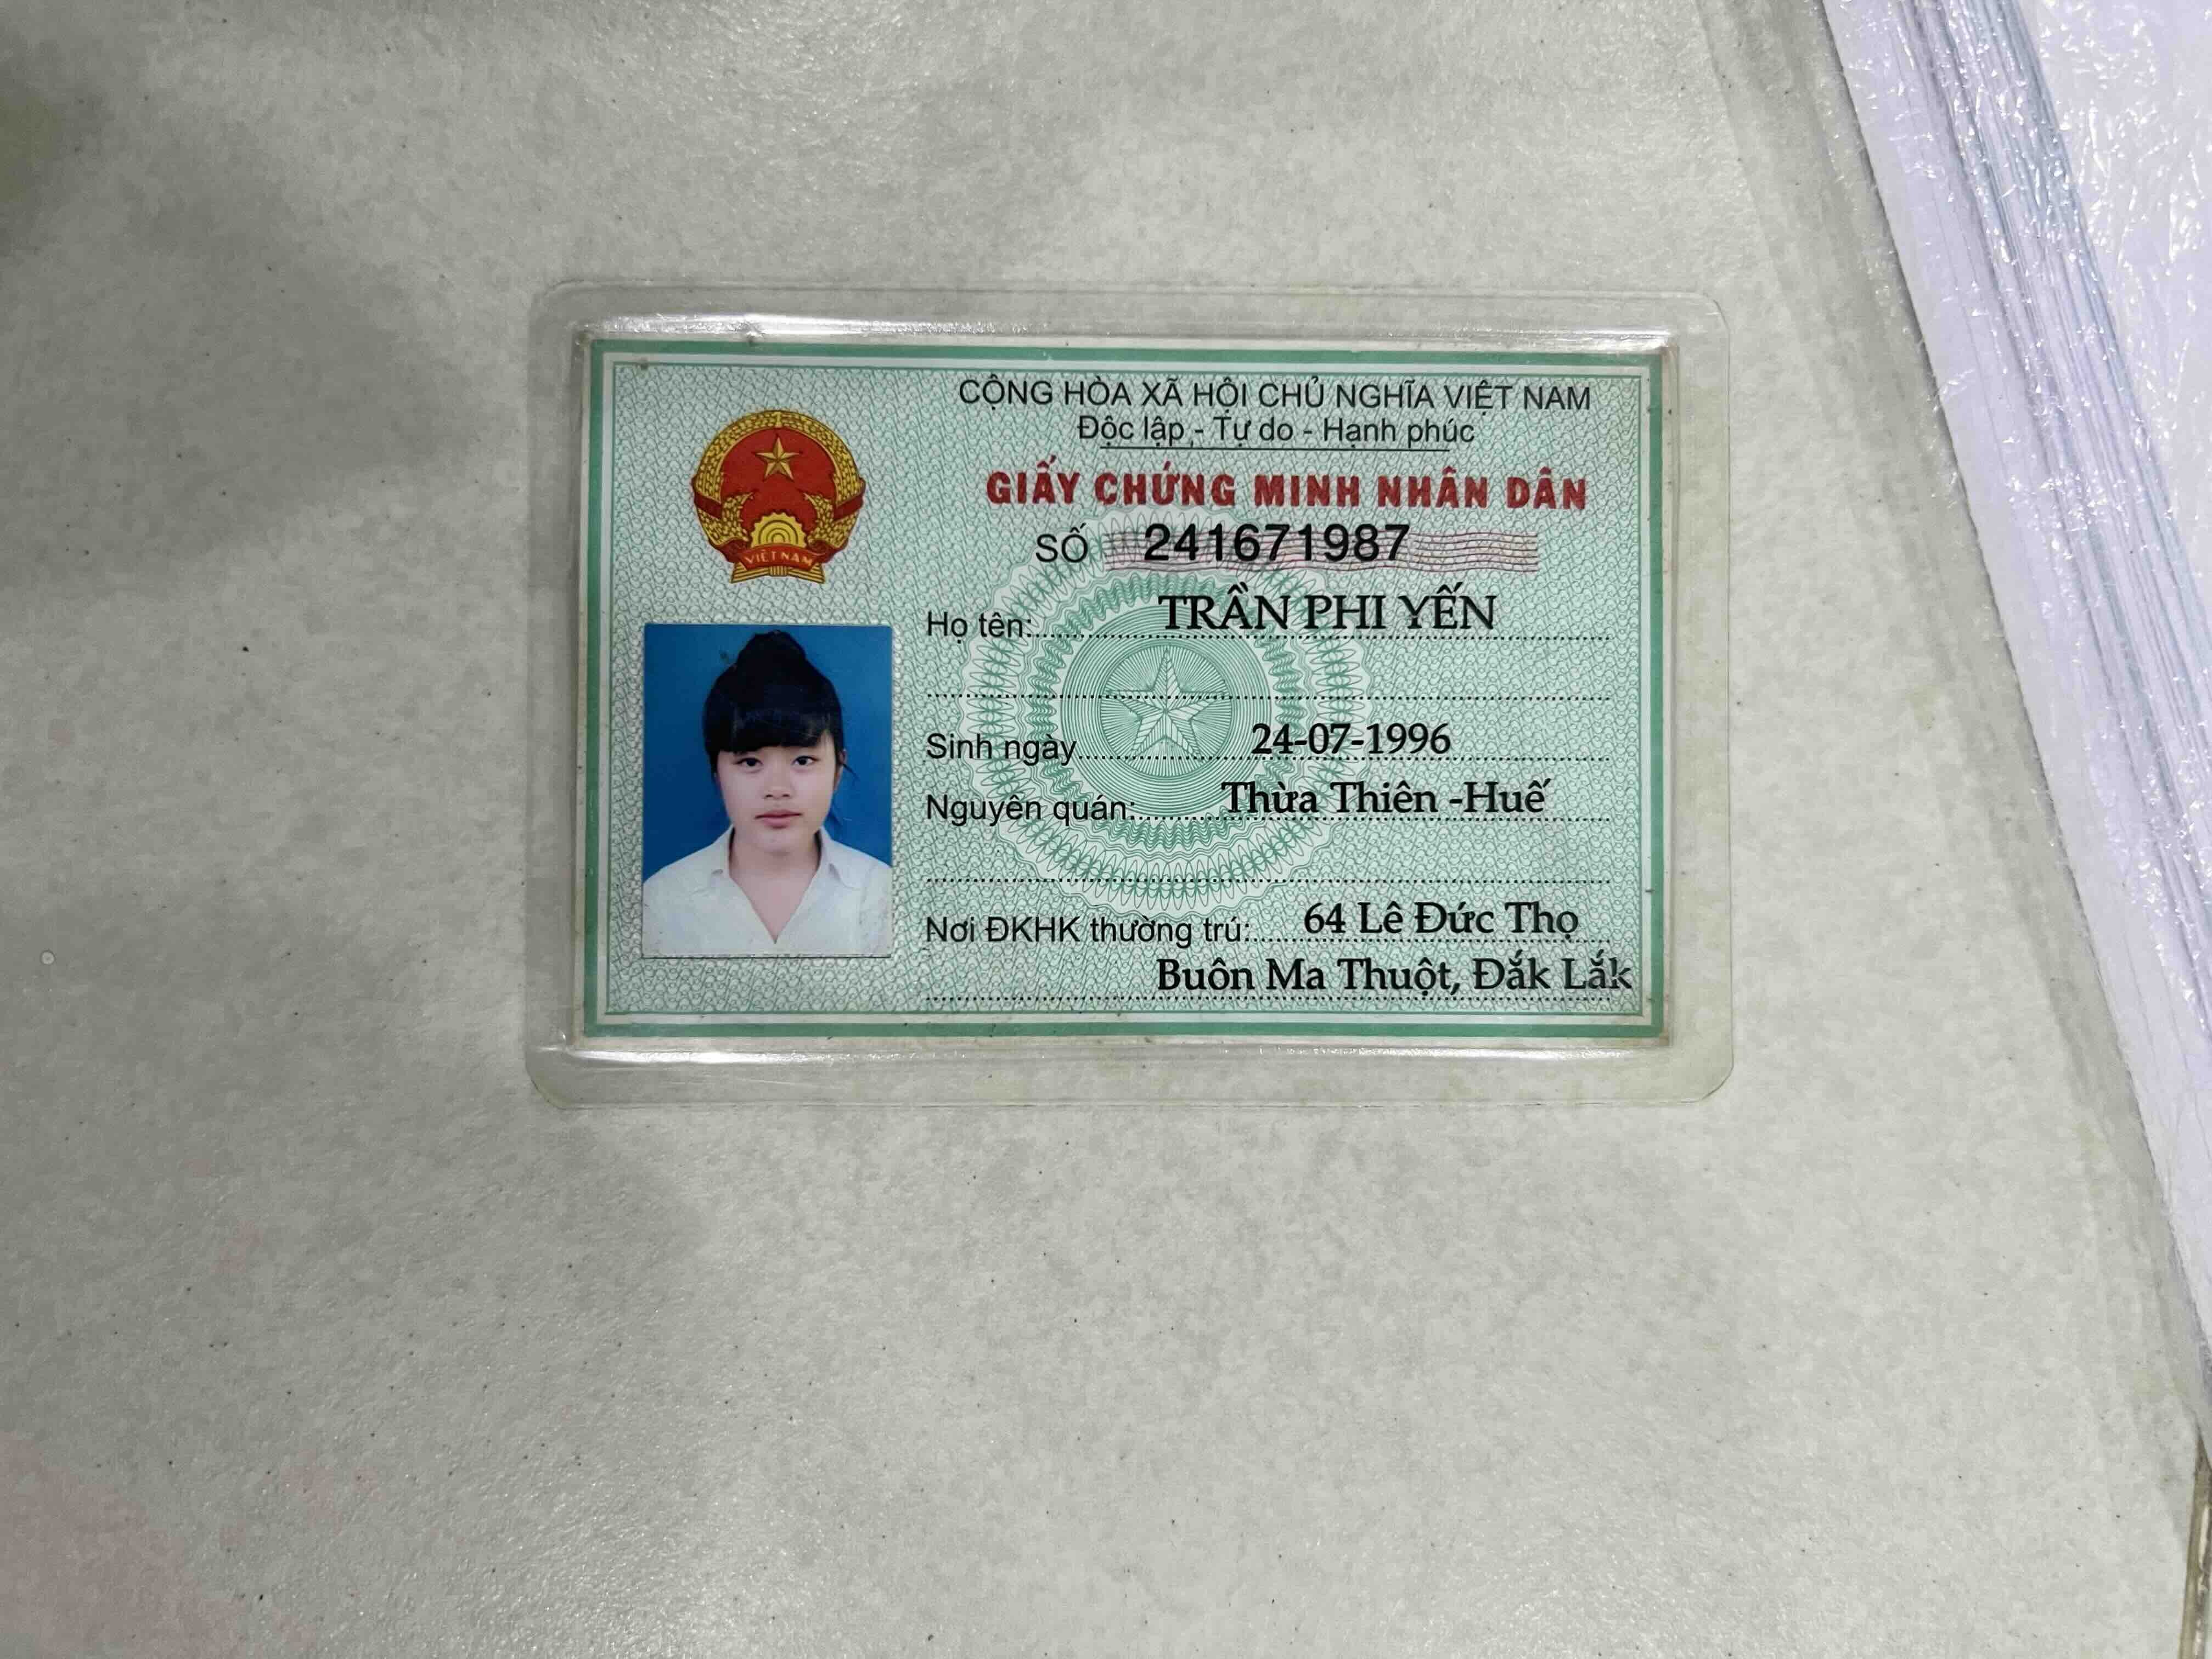 CỘNG HÒA XÃ HỘI CHỦ NGHĨA VIỆT NAM
Độc lập - Tự do - Hạnh phúc
GIẤY CHỨNG MINH NHÂN DÂN
SỐ 241671987
VIỆT NAM
Họ tên: TRẦN PHI YẾN
Sinh ngày 24-07-1996
Nguyên quán: Thừa Thiên -Huế
Nơi ĐKHK thường trú: 64 Lê Đức Thọ
Buôn Ma Thuột, Đắk Lắk